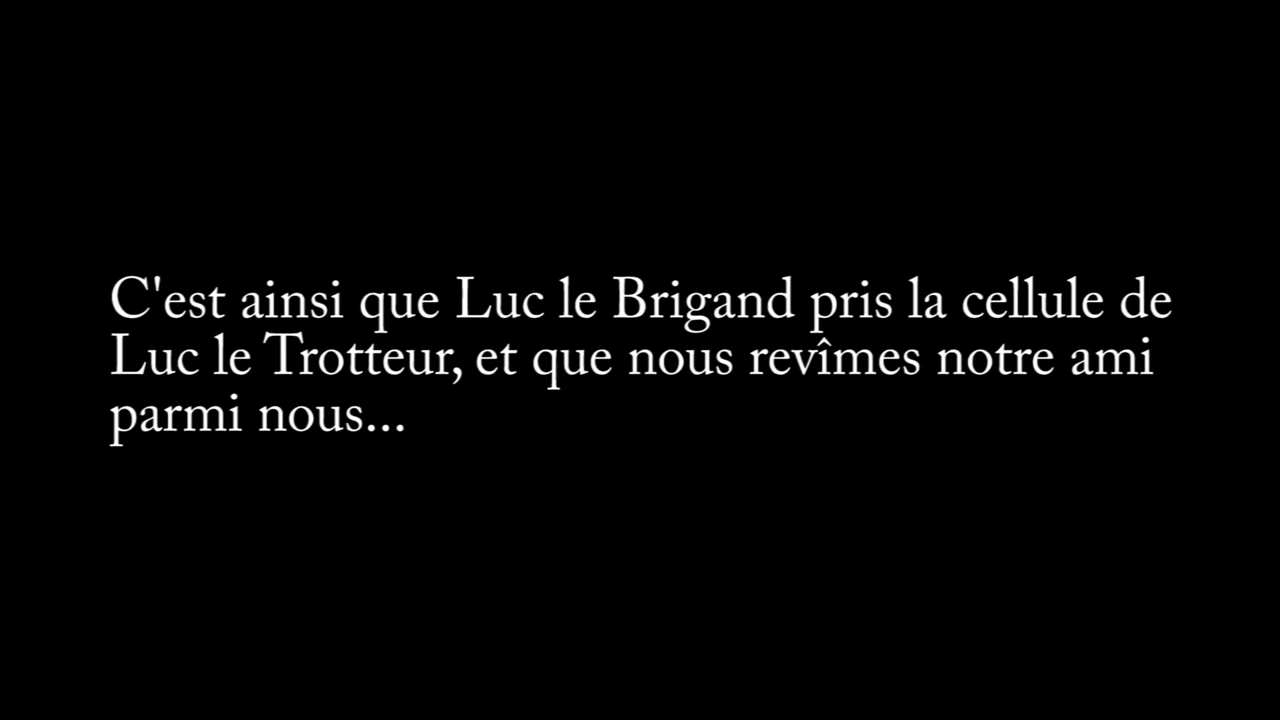 C'est ainsi que Luc le Brigand pris la cellule de
Luc le Trotteur, et que nous revîmes notre ami
parmi nous...